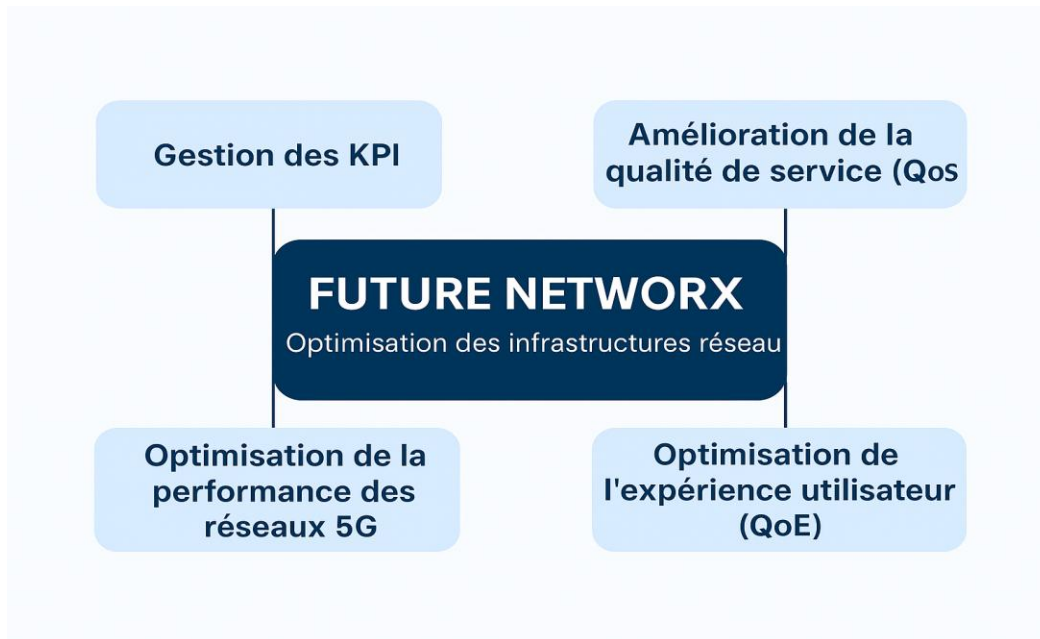 Gestion des KPI
Amélioration de la
qualité de service (QoS
FUTURE NETWORX
Optimisation des infrastructures réseau
Optimisation de la
performance des
réseaux 5G
Optimisation de
l'expérience utilisateur
(QoE)